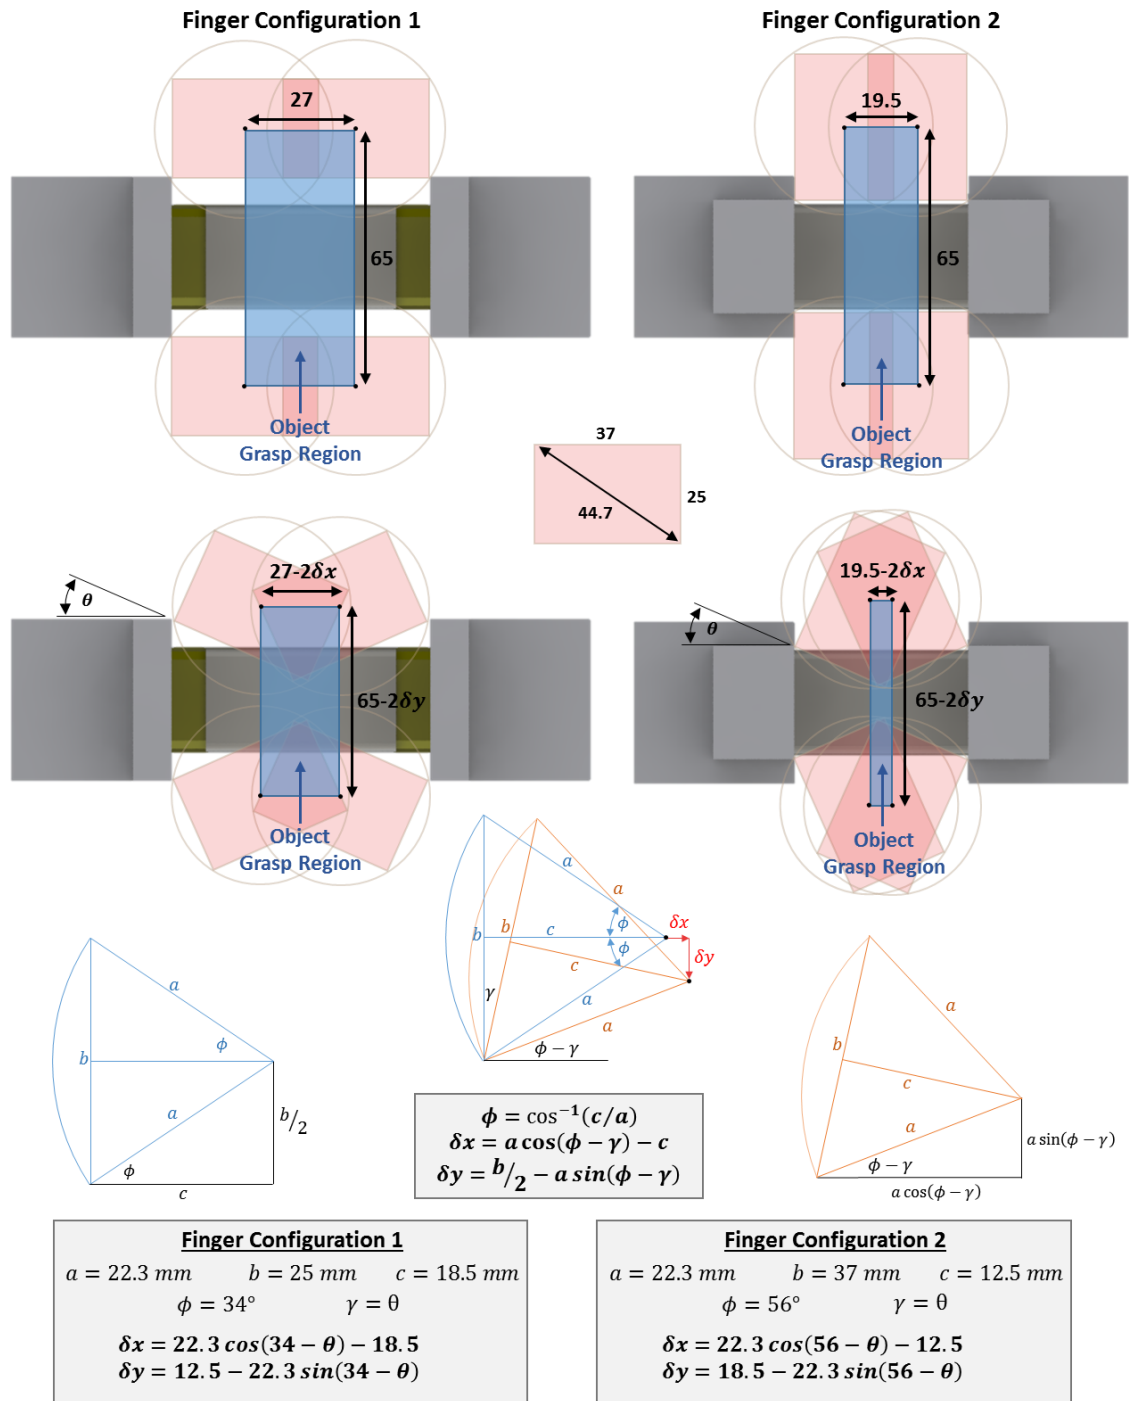 Finger Configuration 1
Finger Configuration 2
27
19.5
65
65
Object
Grasp Region
Object
Grasp Region
37
25
44.7
27-2δx
19.5-2δx
θ
θ
65-2δy
65-2δy
Object
Grasp Region
Object
Grasp Region
a
a
b
b
c
ϕ
ϕ
c
δx
δy
γ
a
a
ϕ − γ
a
ϕ
b
a
b/2
ϕ
c
a
b
c
a
a sin(ϕ − γ)
ϕ − γ
a cos(ϕ − γ)
ϕ = cos⁻¹(c/a)
δx = a cos(ϕ − γ) − c
δy = b/2 − a sin(ϕ − γ)
Finger Configuration 1
a = 22.3 mm b = 25 mm c = 18.5 mm
ϕ = 34° γ = θ
δx = 22.3 cos(34 − θ) − 18.5
δy = 12.5 − 22.3 sin(34 − θ)
Finger Configuration 2
a = 22.3 mm b = 37 mm c = 12.5 mm
ϕ = 56° γ = θ
δx = 22.3 cos(56 − θ) − 12.5
δy = 18.5 − 22.3 sin(56 − θ)